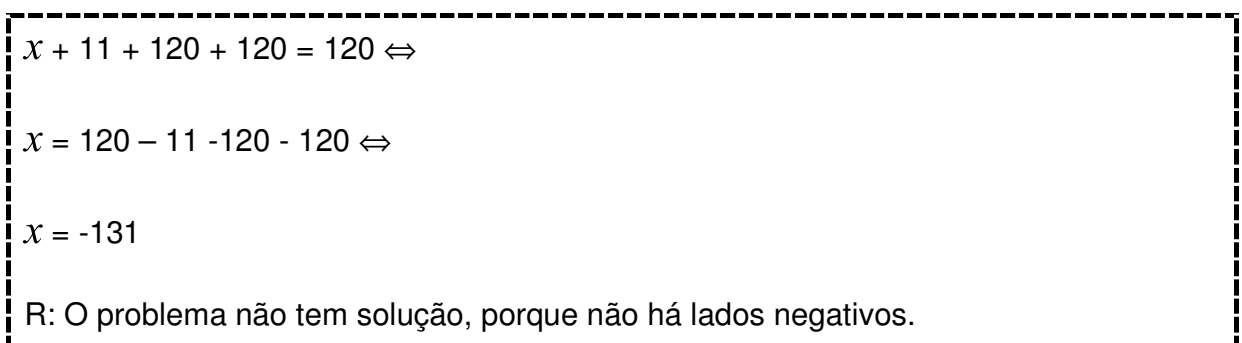 x + 11 + 120 + 120 = 120 ⇔
x = 120 – 11 -120 - 120 ⇔
x = -131
R: O problema não tem solução, porque não há lados negativos.